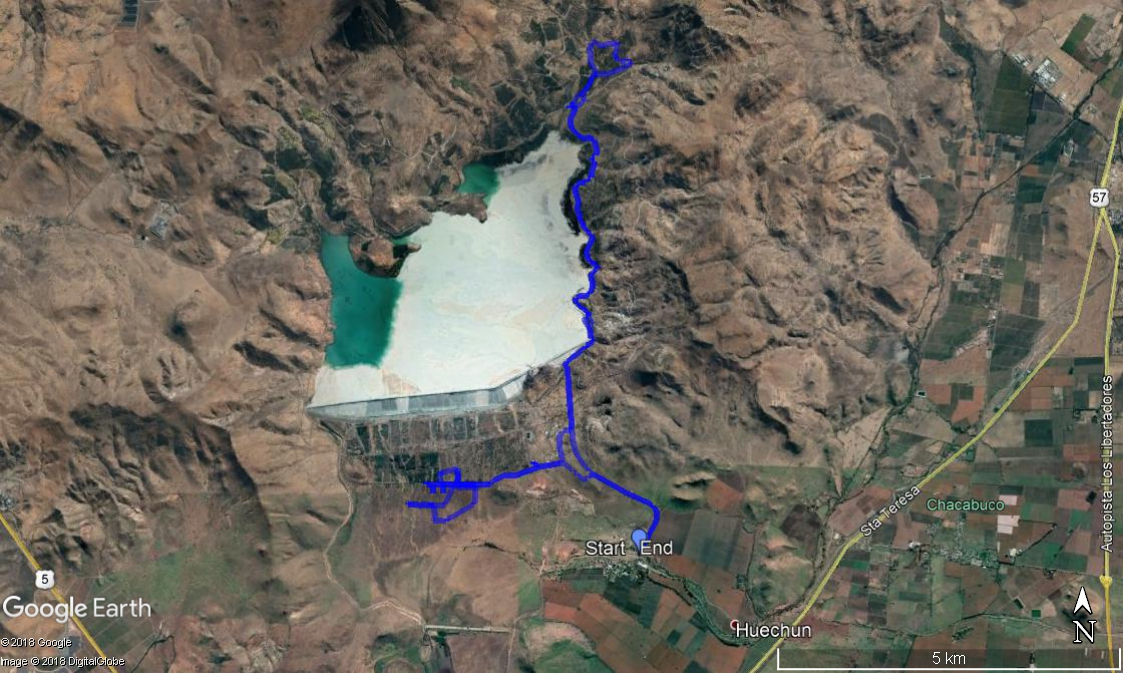 57
Autopista Los Libertadores
Sta Teresa
Chacabuco
Start End
5
Google Earth
Huechun
N
© 2018 Google
Image © 2018 DigitalGlobe
5 km